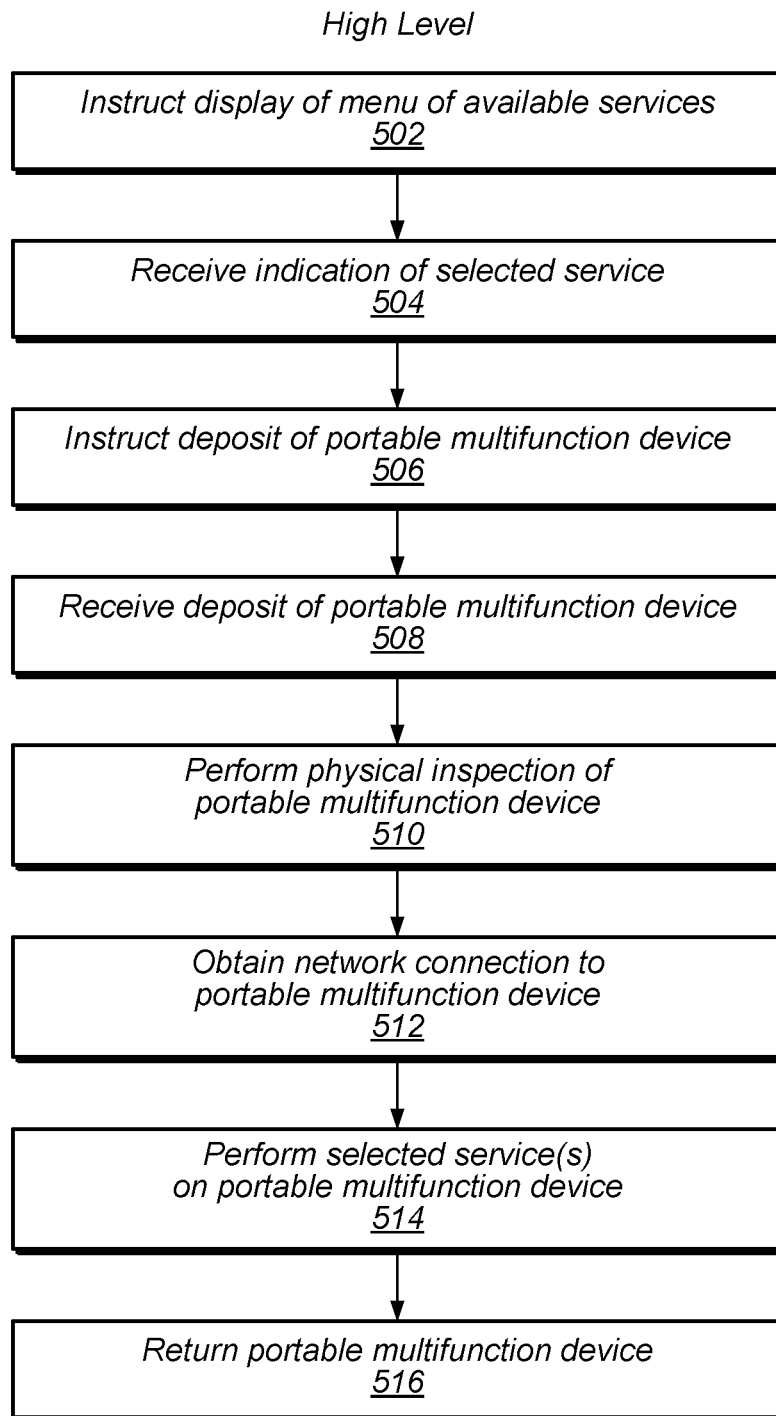 High Level
Instruct display of menu of available services
502
Receive indication of selected service
504
Instruct deposit of portable multifunction device
506
Receive deposit of portable multifunction device
508
Perform physical inspection of
portable multifunction device
510
Obtain network connection to
portable multifunction device
512
Perform selected service(s)
on portable multifunction device
514
Return portable multifunction device
516